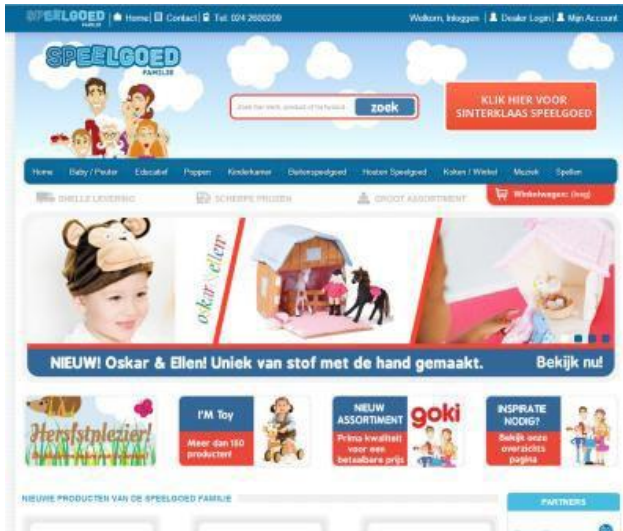 SPEELGOED FAMILIE | Home | Contact | Tel: 024 2600209 Welkom, Inloggen | Dealer Login | Mijn Account
SPEELGOED
FAMILIE
zoek
KLIK HIER VOOR
SINTERKLAAS SPEELGOED
Home Baby / Peuter Educatief Poppen Kinderkamer Buitenspeelgoed Houten Speelgoed Koken / Winkel Muziek Spellen
SNELLE LEVERING SCHERPE PRIJZEN GROOT ASSORTIMENT Winkelwagen: (leeg)
oskar & ellen
NIEUW! Oskar & Ellen! Uniek van stof met de hand gemaakt. Bekijk nu!
Herfstplezier!
I'M Toy
Meer dan 150
producten!
NIEUW
ASSORTIMENT
goki
Prima kwaliteit
voor een
betaalbare prijs
INSPIRATIE
NODIG?
Bekijk onze
overzichts
pagina
NIEUWE PRODUCTEN VAN DE SPEELGOED FAMILIE
PARTNERS